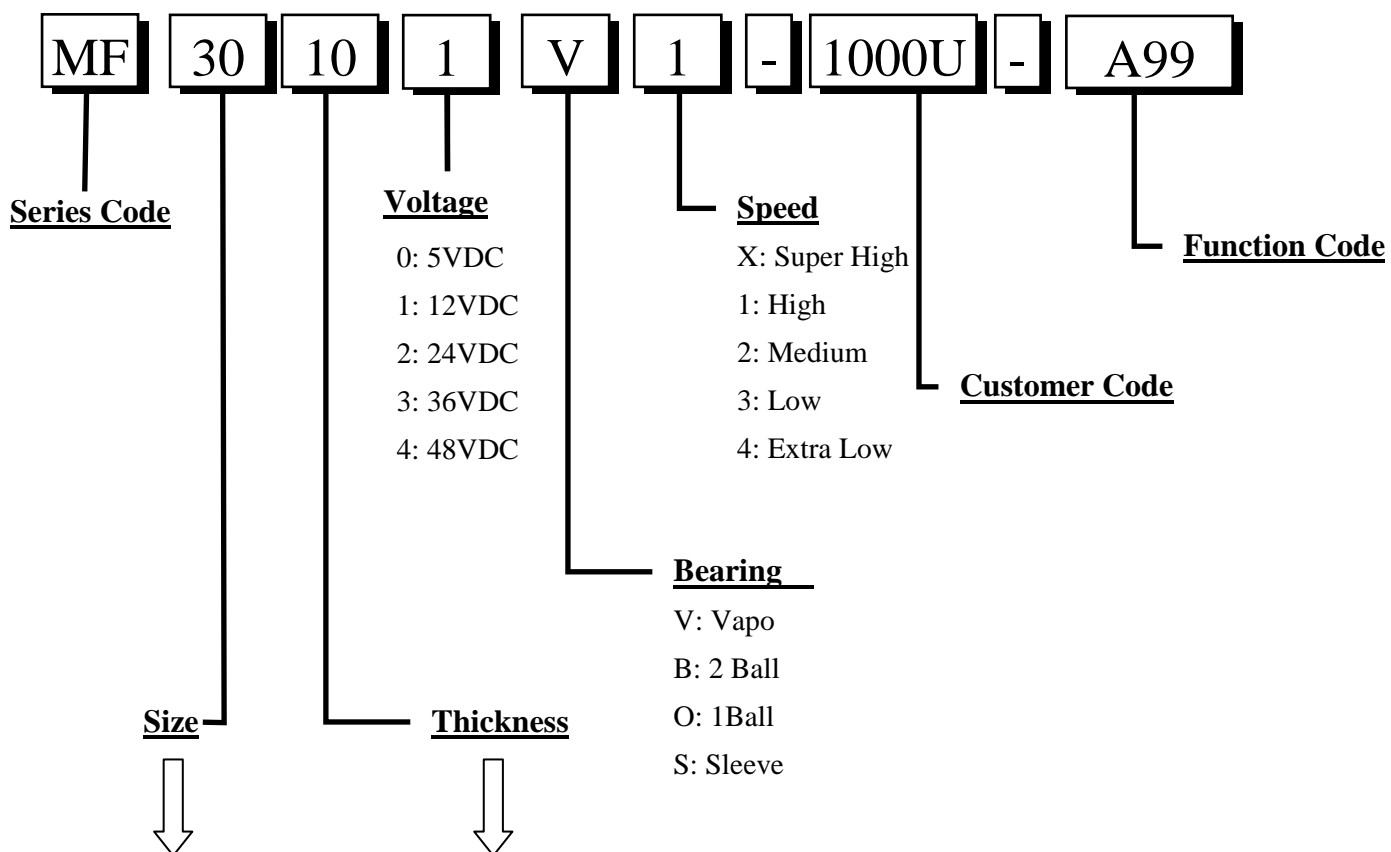 MF 30 10 1 V 1 - 1000U - A99
Series Code
Voltage
0: 5VDC
1: 12VDC
2: 24VDC
3: 36VDC
4: 48VDC
Speed
X: Super High
1: High
2: Medium
3: Low
4: Extra Low
Function Code
Customer Code
Bearing
V: Vapo
B: 2 Ball
O: 1Ball
S: Sleeve
Size
Thickness